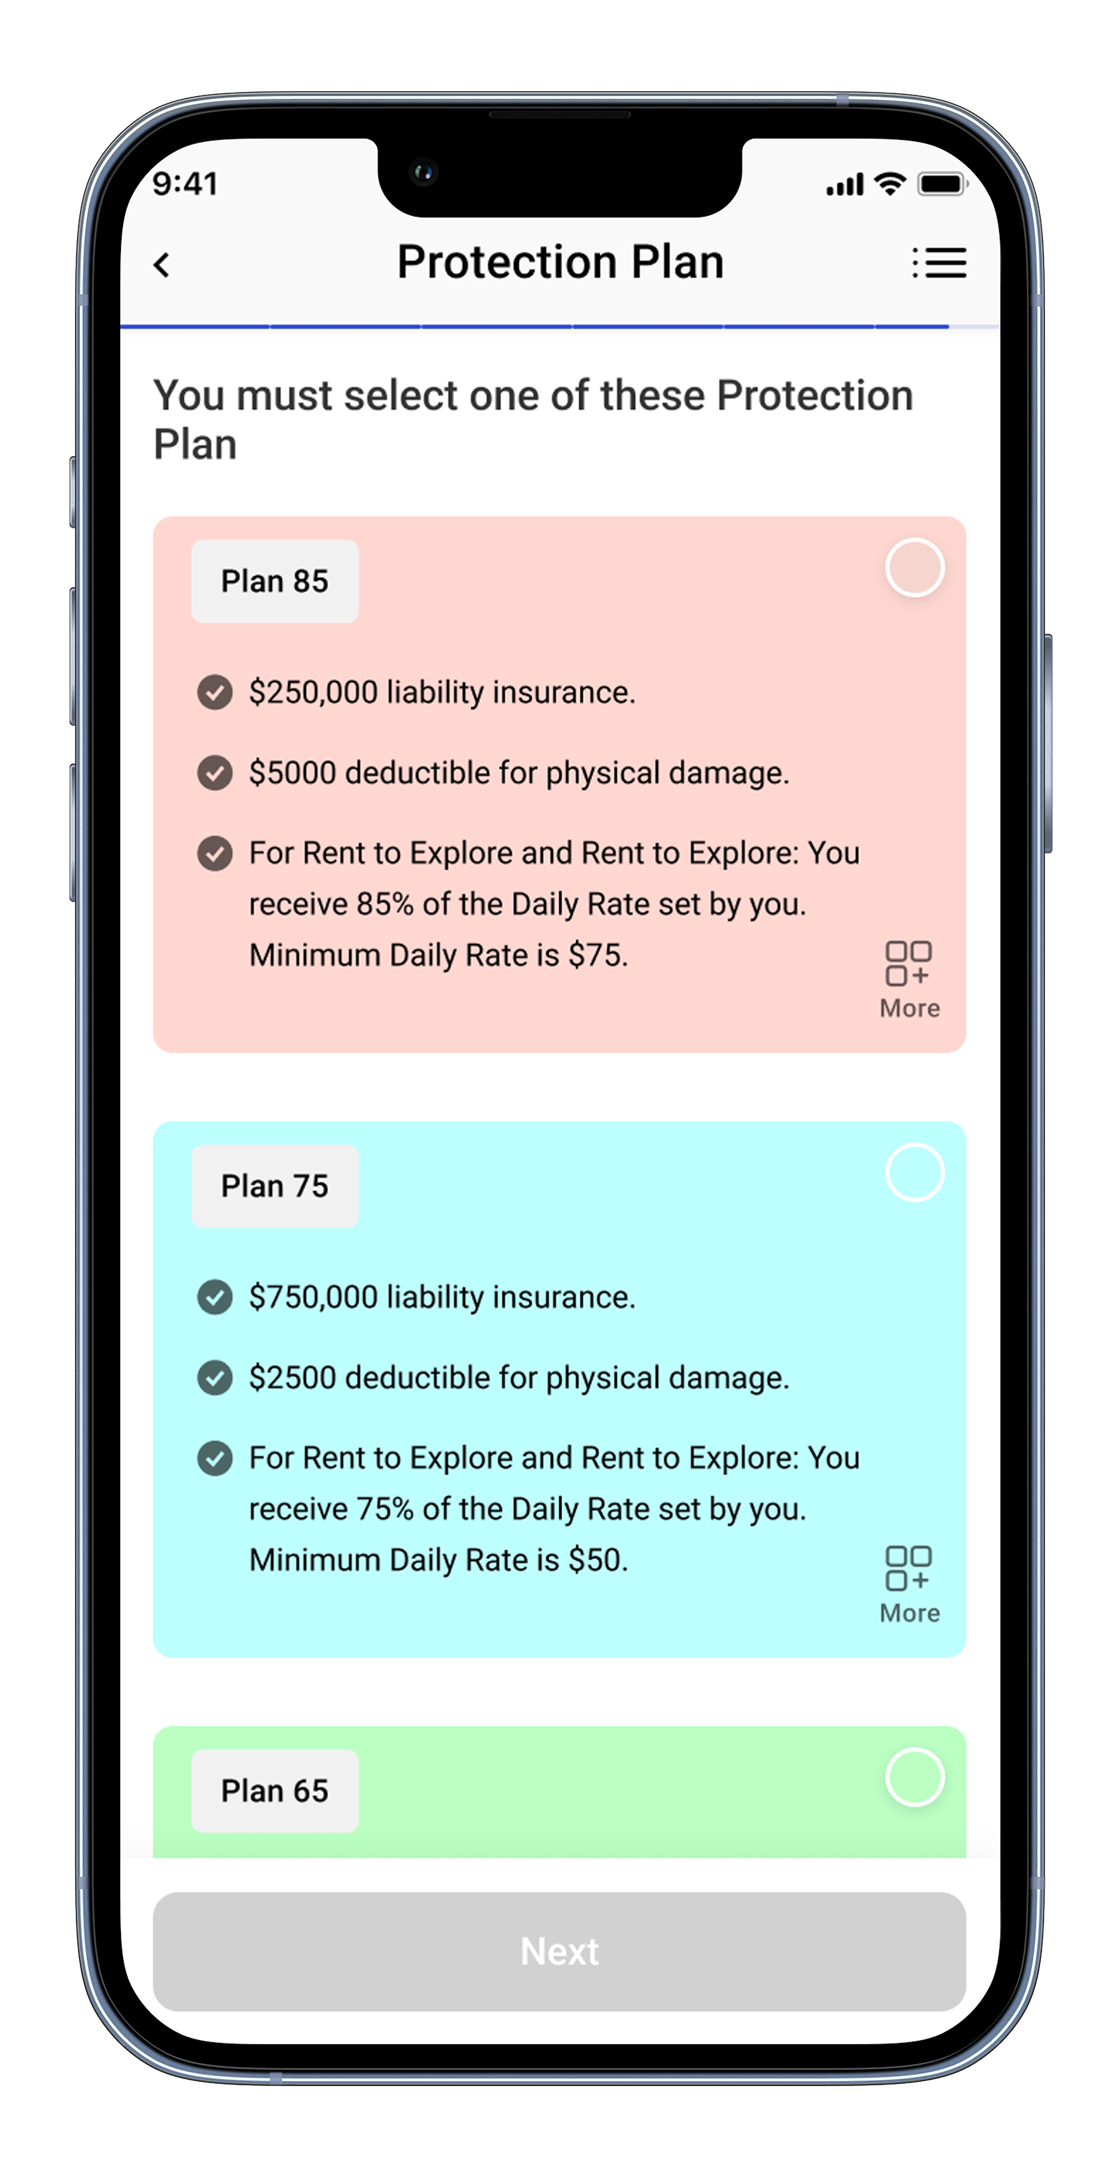 9:41
Protection Plan
You must select one of these Protection
Plan
Plan 85
$250,000 liability insurance.
$5000 deductible for physical damage.
For Rent to Explore and Rent to Explore: You
receive 85% of the Daily Rate set by you.
Minimum Daily Rate is $75.
More
Plan 75
$750,000 liability insurance.
$2500 deductible for physical damage.
For Rent to Explore and Rent to Explore: You
receive 75% of the Daily Rate set by you.
Minimum Daily Rate is $50.
More
Plan 65
Next